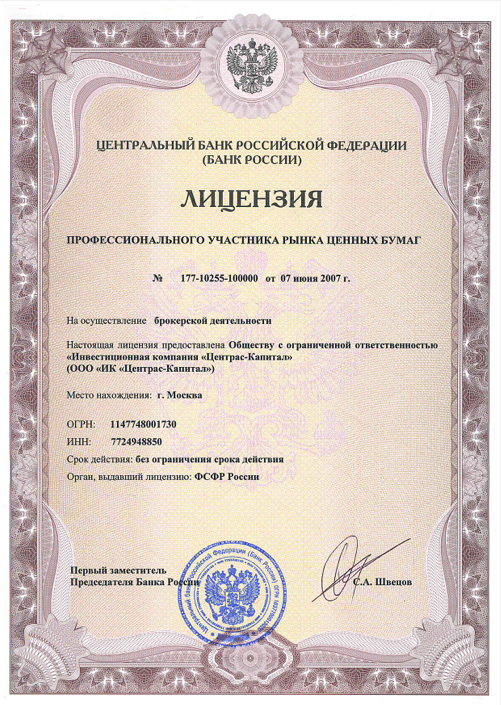 ЦЕНТРАЛЬНЫЙ БАНК РОССИЙСКОЙ ФЕДЕРАЦИИ
(БАНК РОССИИ)
ЛИЦЕНЗИЯ
ПРОФЕССИОНАЛЬНОГО УЧАСТНИКА РЫНКА ЦЕННЫХ БУМАГ
№ 177-10255-100000 от 07 июня 2007 г.
На осуществление брокерской деятельности
Настоящая лицензия предоставлена Обществу с ограниченной ответственностью
«Инвестиционная компания «Центрас-Капитал»
(ООО «ИК «Центрас-Капитал»)
Место нахождения: г. Москва
ОГРН: 1147748001730
ИНН: 7724948850
Срок действия: без ограничения срока действия
Орган, выдавший лицензию: ФСФР России
Первый заместитель
Председателя Банка России
С.А. Швецов
Центральный банк Российской Федерации (Банк России)